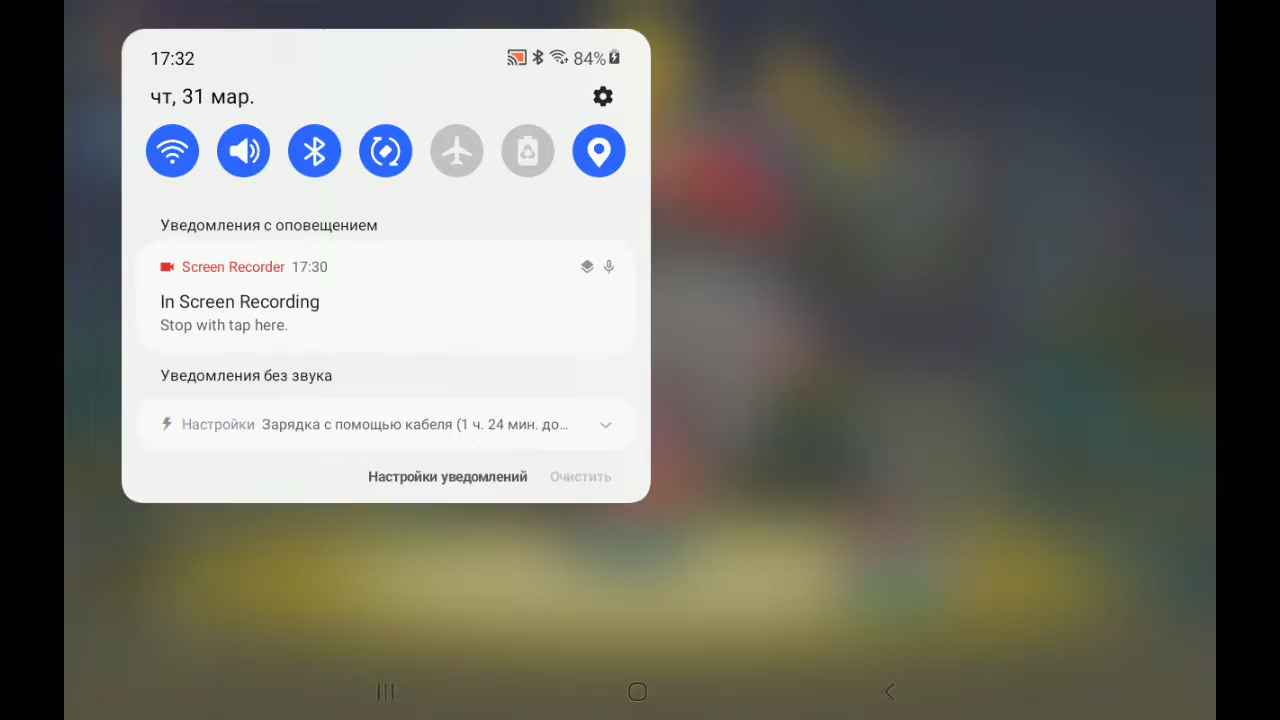 17:32 84%
чт, 31 мар.
Уведомления с оповещением
Screen Recorder 17:30
In Screen Recording
Stop with tap here.
Уведомления без звука
Настройки Зарядка с помощью кабеля (1 ч. 24 мин. до...
Настройки уведомлений Очистить